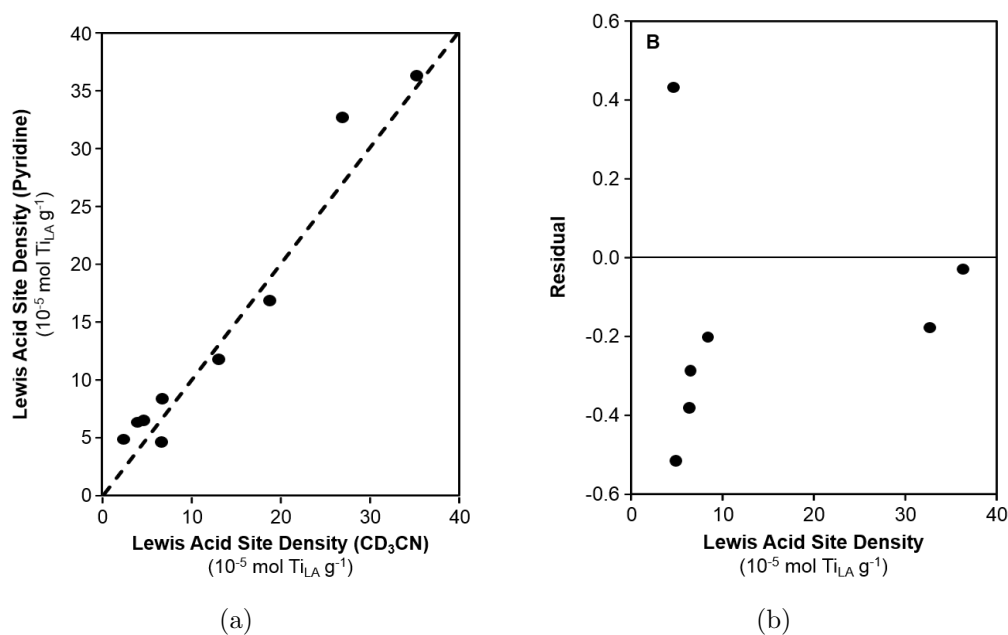 40
35
30
25
20
15
10
5
0
Lewis Acid Site Density (Pyridine)
(10⁻⁵ mol Ti_LA g⁻¹)
0 10 20 30 40
Lewis Acid Site Density (CD₃CN)
(10⁻⁵ mol Ti_LA g⁻¹)
(a)
B
0.6
0.4
0.2
0.0
-0.2
-0.4
-0.6
Residual
0 10 20 30 40
Lewis Acid Site Density
(10⁻⁵ mol Ti_LA g⁻¹)
(b)